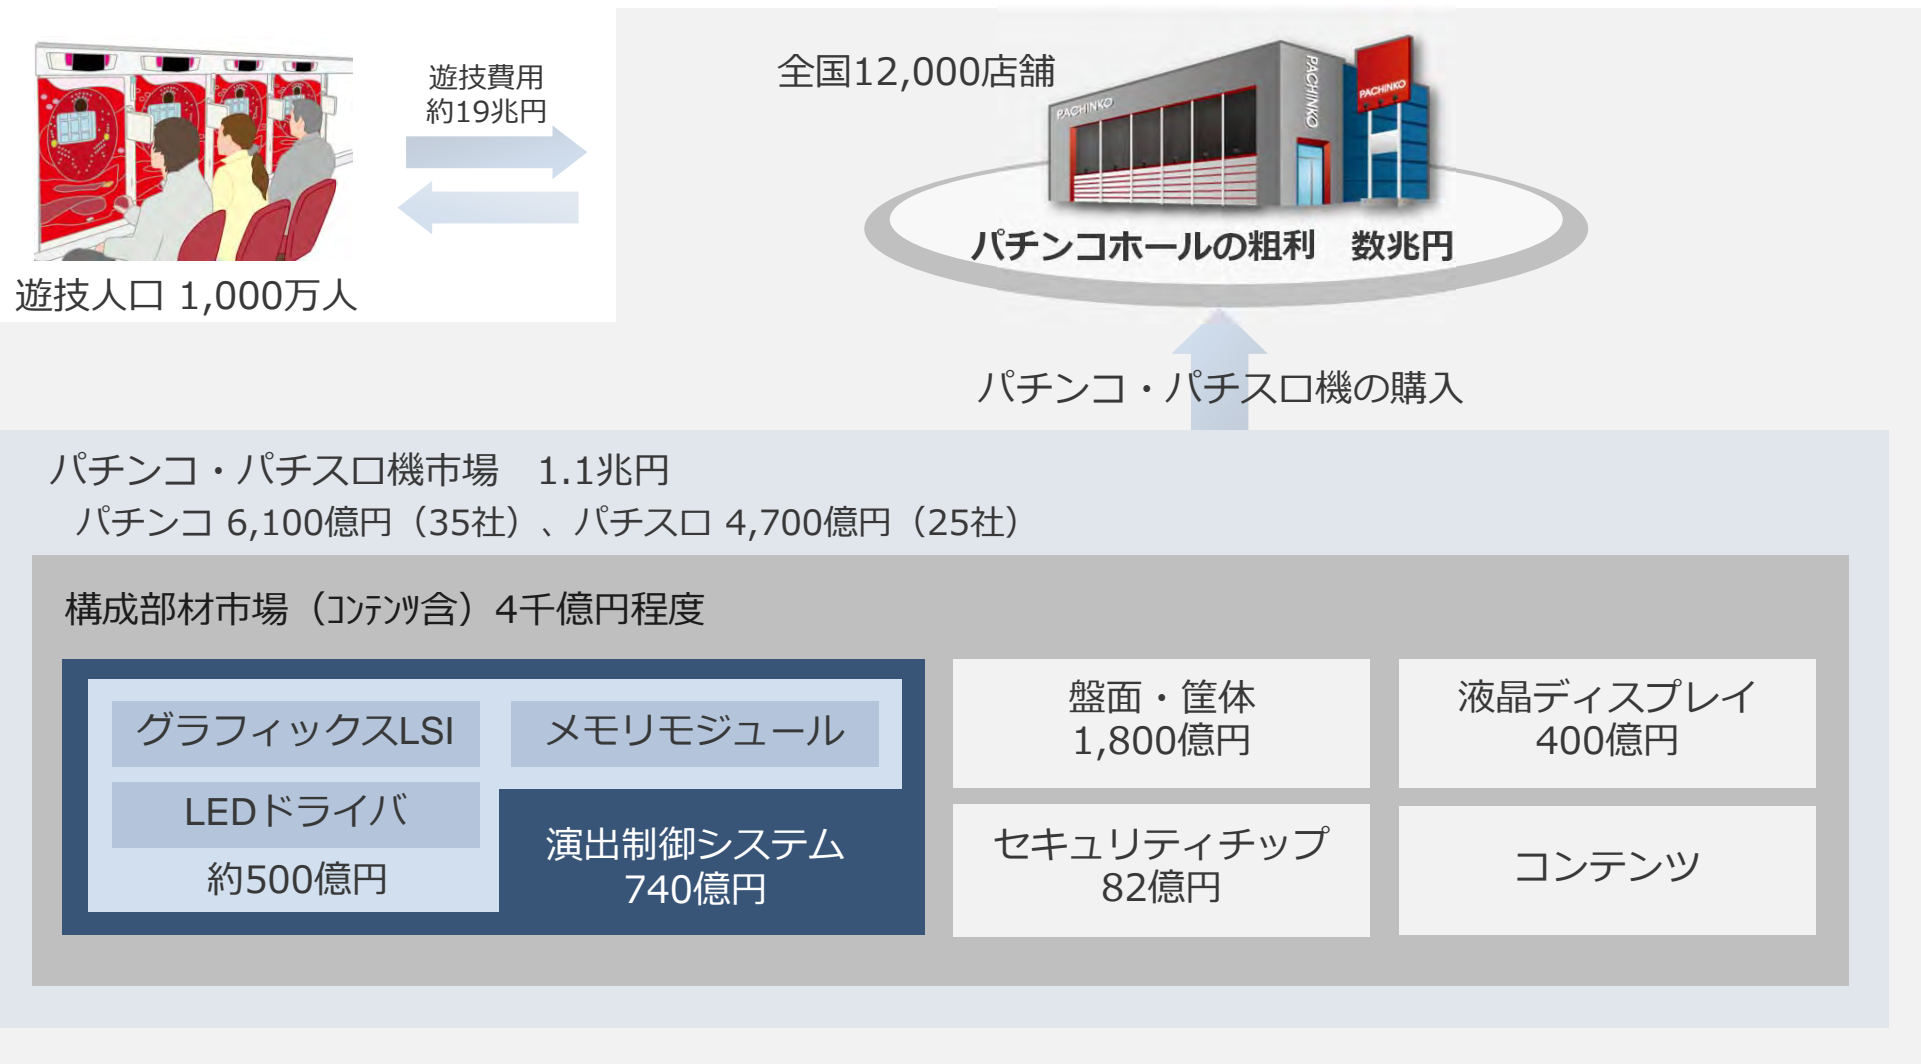 遊技費用
約19兆円
遊技人口 1,000万人
全国12,000店舗
PACHINKO
PACHINKO
PACHINKO
パチンコホールの粗利　数兆円
パチンコ・パチスロ機の購入
パチンコ・パチスロ機市場　1.1兆円
パチンコ 6,100億円（35社）、パチスロ 4,700億円（25社）
構成部材市場（ｺﾝﾃﾝﾂ含）4千億円程度
グラフィックスLSI
メモリモジュール
LEDドライバ
約500億円
演出制御システム
740億円
盤面・筐体
1,800億円
液晶ディスプレイ
400億円
セキュリティチップ
82億円
コンテンツ